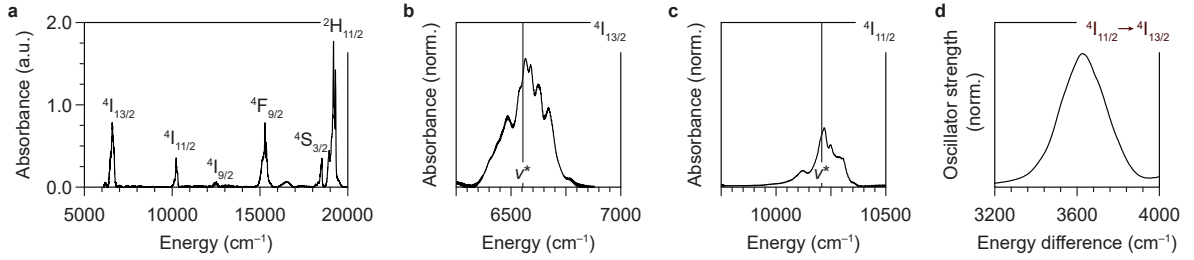 a
Absorbance (a.u.)
2.0
1.0
0.0
⁴I₁₃/₂
⁴I₁₁/₂
⁴I₉/₂
⁴F₉/₂
⁴S₃/₂
²H₁₁/₂
5000 10000 15000 20000
Energy (cm⁻¹)
b
Absorbance (norm.)
⁴I₁₃/₂
v*
6500 7000
Energy (cm⁻¹)
c
Absorbance (norm.)
⁴I₁₁/₂
v*
10000 10500
Energy (cm⁻¹)
d
Oscillator strength
(norm.)
⁴I₁₁/₂→⁴I₁₃/₂
3200 3600 4000
Energy difference (cm⁻¹)